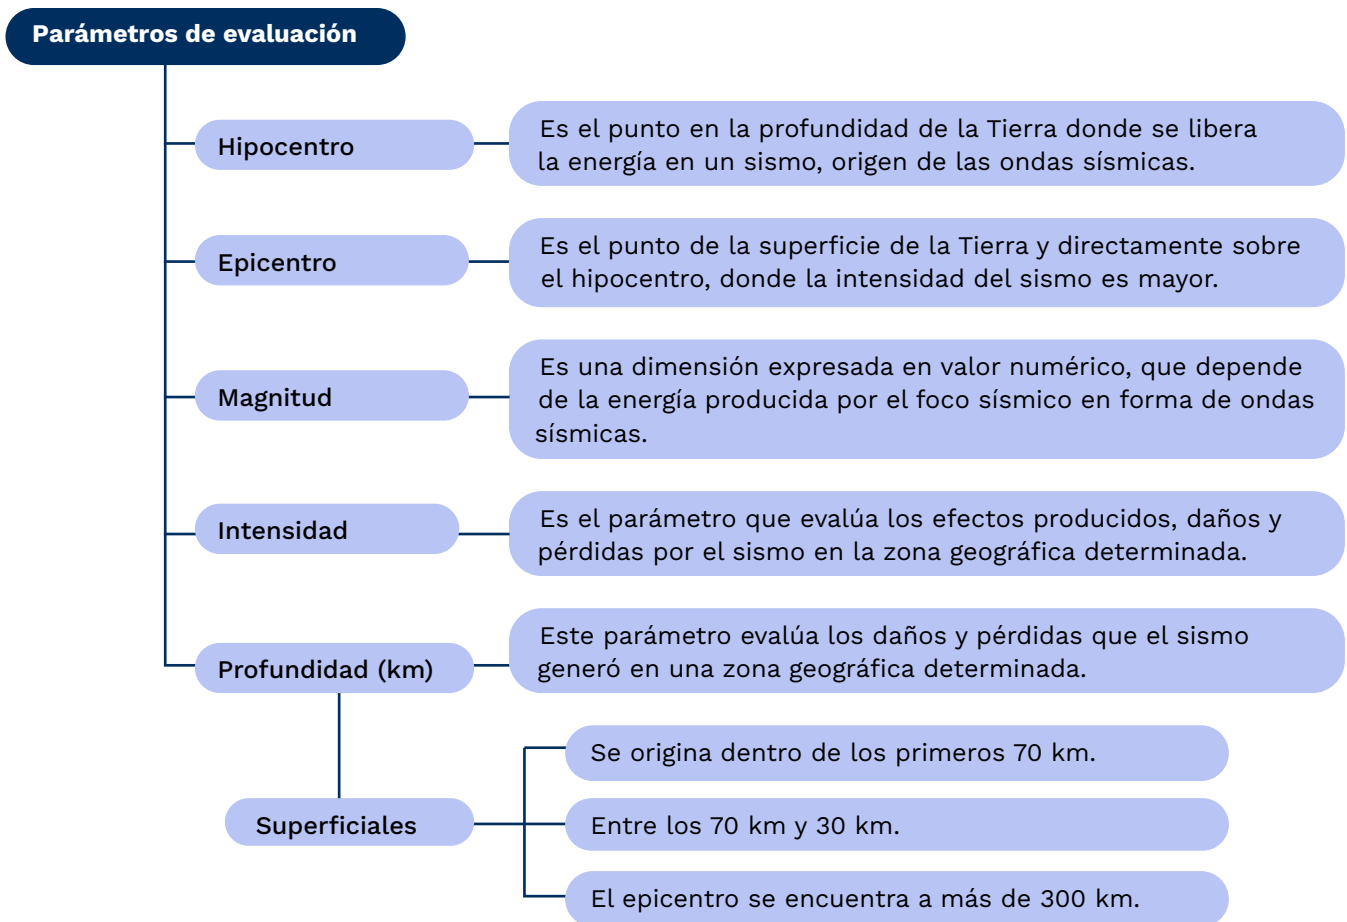 Parámetros de evaluación
Hipocentro
Es el punto en la profundidad de la Tierra donde se libera
la energía en un sismo, origen de las ondas sísmicas.
Epicentro
Es el punto de la superficie de la Tierra y directamente sobre
el hipocentro, donde la intensidad del sismo es mayor.
Magnitud
Es una dimensión expresada en valor numérico, que depende
de la energía producida por el foco sísmico en forma de ondas
sísmicas.
Intensidad
Es el parámetro que evalúa los efectos producidos, daños y
pérdidas por el sismo en la zona geográfica determinada.
Profundidad (km)
Este parámetro evalúa los daños y pérdidas que el sismo
generó en una zona geográfica determinada.
Superficiales
Se origina dentro de los primeros 70 km.
Entre los 70 km y 30 km.
El epicentro se encuentra a más de 300 km.